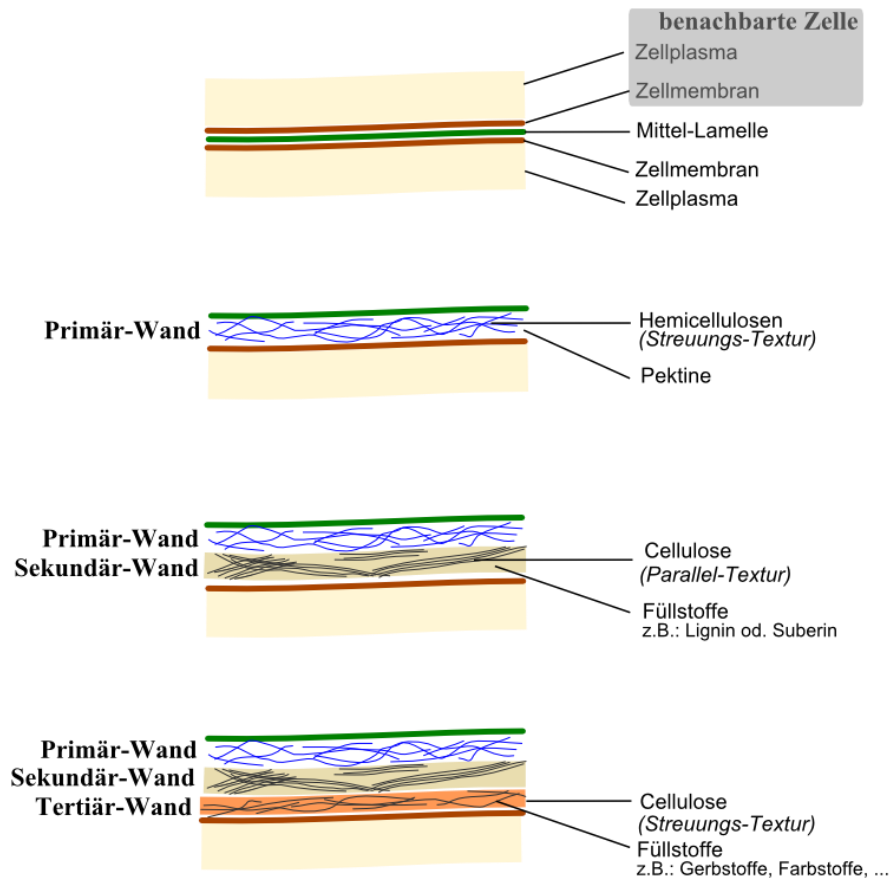 benachbarte Zelle
Zellplasma
Zellmembran
Mittel-Lamelle
Zellmembran
Zellplasma
Primär-Wand
Hemicellulosen
(Streuungs-Textur)
Pektine
Primär-Wand
Sekundär-Wand
Cellulose
(Parallel-Textur)
Füllstoffe
z.B.: Lignin od. Suberin
Primär-Wand
Sekundär-Wand
Tertiär-Wand
Cellulose
(Streuungs-Textur)
Füllstoffe
z.B.: Gerbstoffe, Farbstoffe, ...